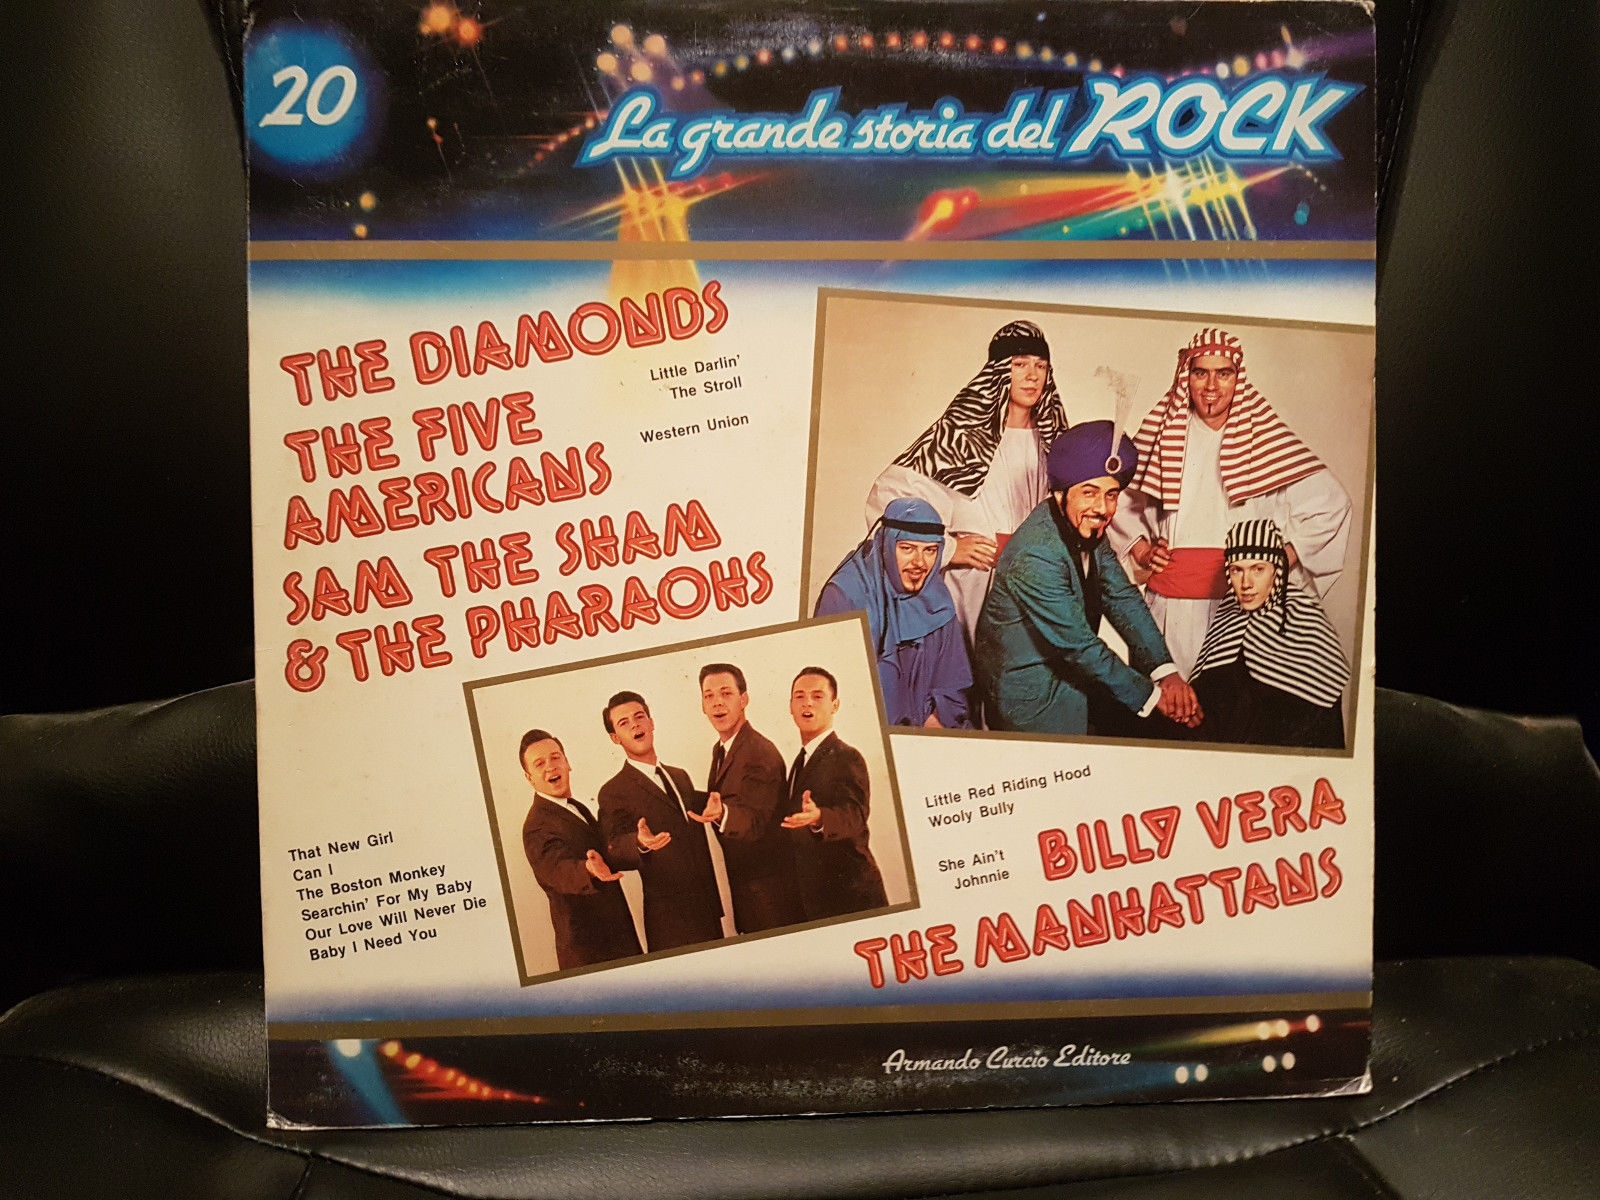 20
La grande storia del ROCK
THE DIAMONDS
Little Darlin'
The Stroll
THE FIVE
AMERICANS
Western Union
SAM THE SHAM
& THE PHARAOHS
Little Red Riding Hood
Wooly Bully
BILLY VERA
She Ain't
Johnnie
THE MANHATTANS
That New Girl
Can I
The Boston Monkey
Searchin' For My Baby
Our Love Will Never Die
Baby I Need You
Armando Curcio Editore